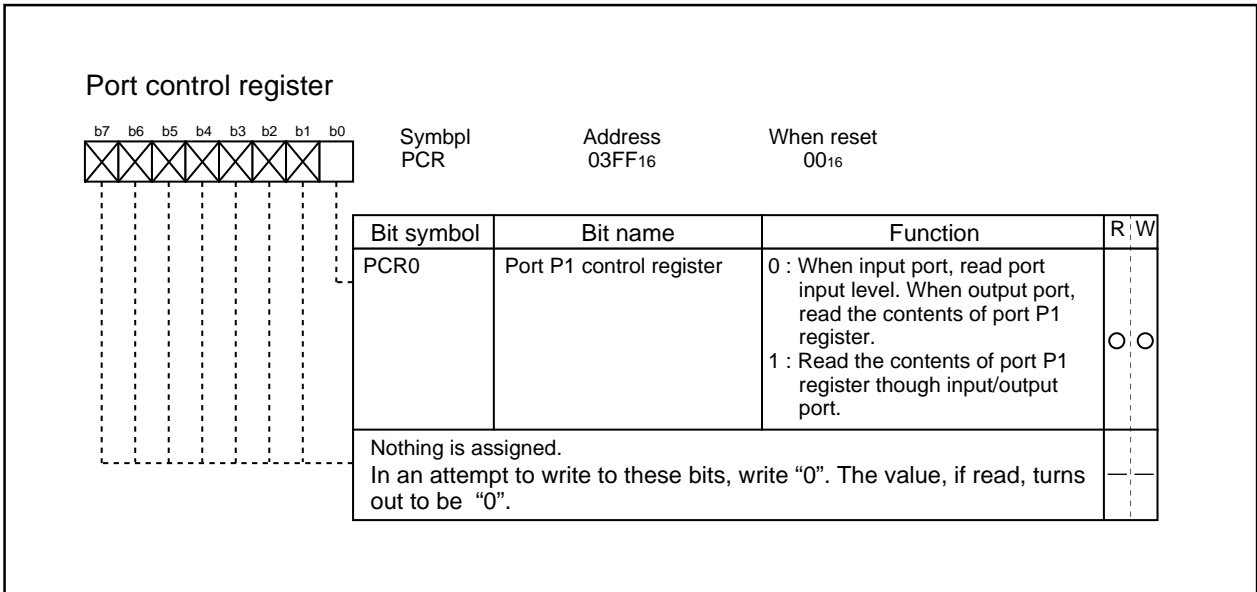 Port control register
b7 b6 b5 b4 b3 b2 b1 b0
Symbpl Address When reset
PCR 03FF16 0016
Bit symbol Bit name Function R W
PCR0 Port P1 control register 0 : When input port, read port
input level. When output port,
read the contents of port P1
register.
1 : Read the contents of port P1
register though input/output
port.
Nothing is assigned.
In an attempt to write to these bits, write “0”. The value, if read, turns
out to be “0”.